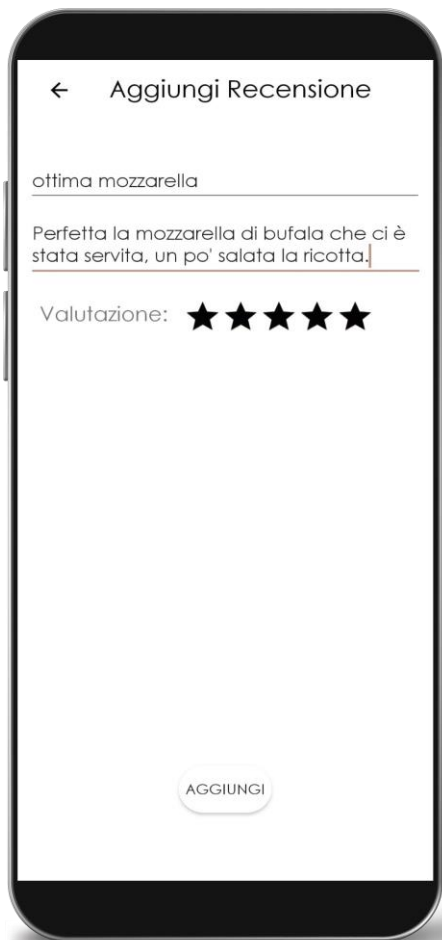 Aggiungi Recensione
ottima mozzarella
Perfetta la mozzarella di bufala che ci è
stata servita, un po' salata la ricotta.
Valutazione:
AGGIUNGI